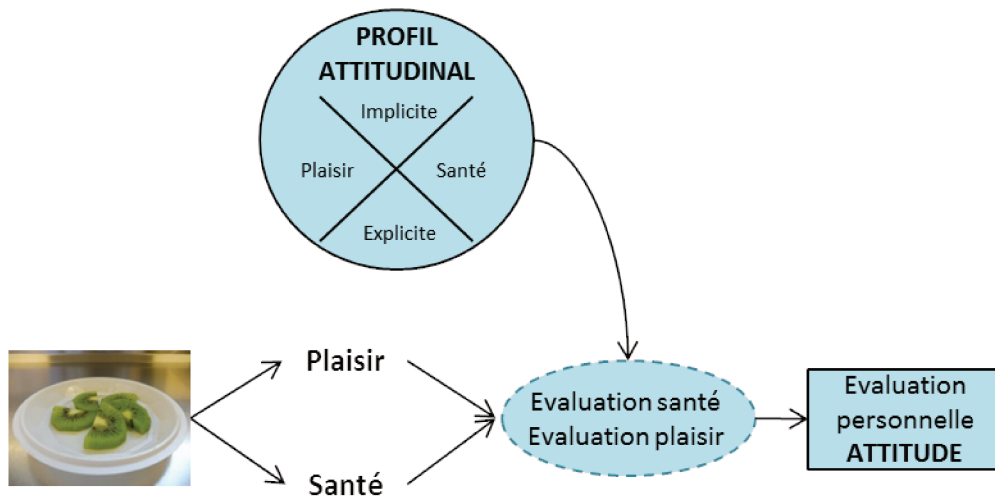 PROFIL
ATTITUDINAL
Implicite
Plaisir
Santé
Explicite
Plaisir
Santé
Evaluation santé
Evaluation plaisir
Evaluation
personnelle
ATTITUDE